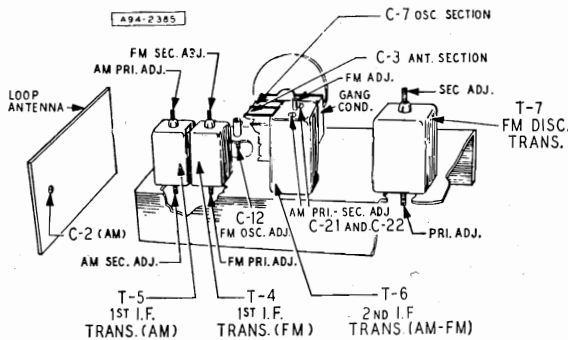 A94-2385
C-7 OSC. SECTION
C-3 ANT. SECTION
FM SEC. ADJ.
AM PRI. ADJ.
LOOP
ANTENNA
FM ADJ.
GANG
COND.
SEC ADJ.
T-7
FM DISC.
TRANS.
C-2 (AM)
C-12
FM OSC. ADJ.
AM PRI.- SEC. ADJ
C-21 AND C-22
PRI. ADJ.
AM SEC. ADJ.
FM PRI. ADJ.
T-5
1ST I.F.
TRANS. (AM)
T-4
1ST I.F.
TRANS. (FM)
T-6
2ND I.F
TRANS. (AM-FM)